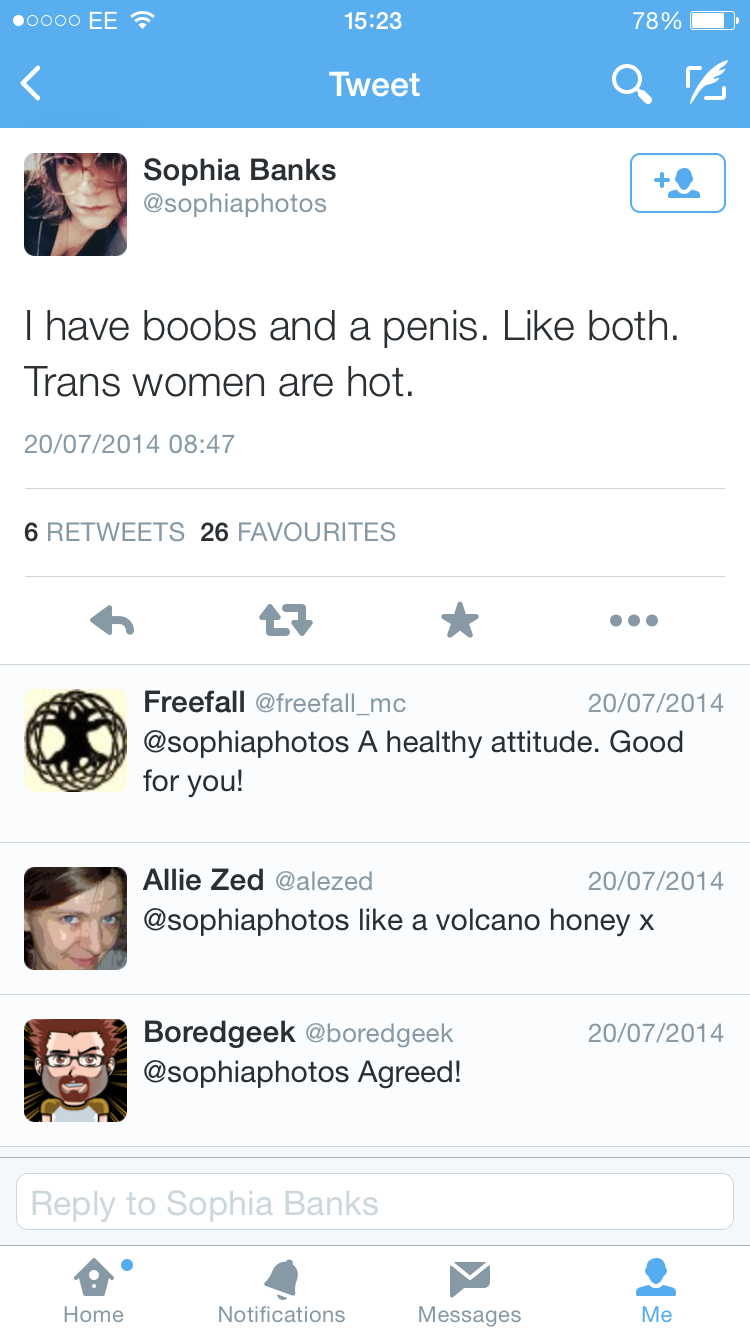 EE 15:23 78%
Tweet
Sophia Banks
@sophiaphotos
I have boobs and a penis. Like both.
Trans women are hot.
20/07/2014 08:47
6 RETWEETS 26 FAVOURITES
Freefall @freefall_mc 20/07/2014
@sophiaphotos A healthy attitude. Good
for you!
Allie Zed @alezed 20/07/2014
@sophiaphotos like a volcano honey x
Boredgeek @boredgeek 20/07/2014
@sophiaphotos Agreed!
Reply to Sophia Banks
Home Notifications Messages Me